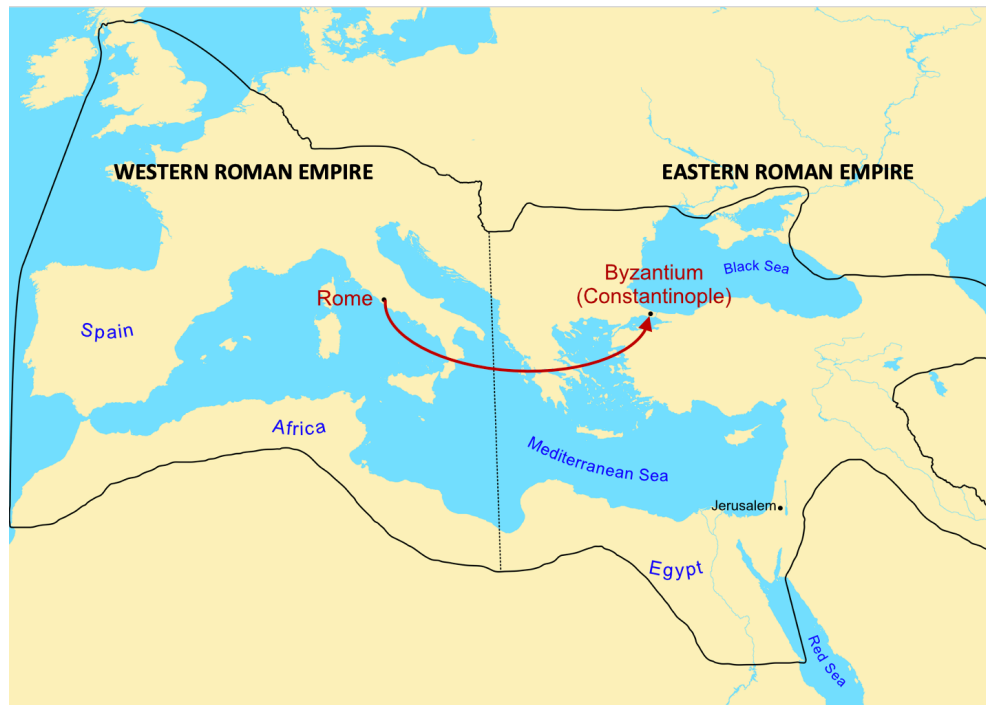 WESTERN ROMAN EMPIRE
EASTERN ROMAN EMPIRE
Black Sea
Byzantium
(Constantinople)
Rome
Spain
Africa
Mediterranean Sea
Jerusalem
Egypt
Red Sea